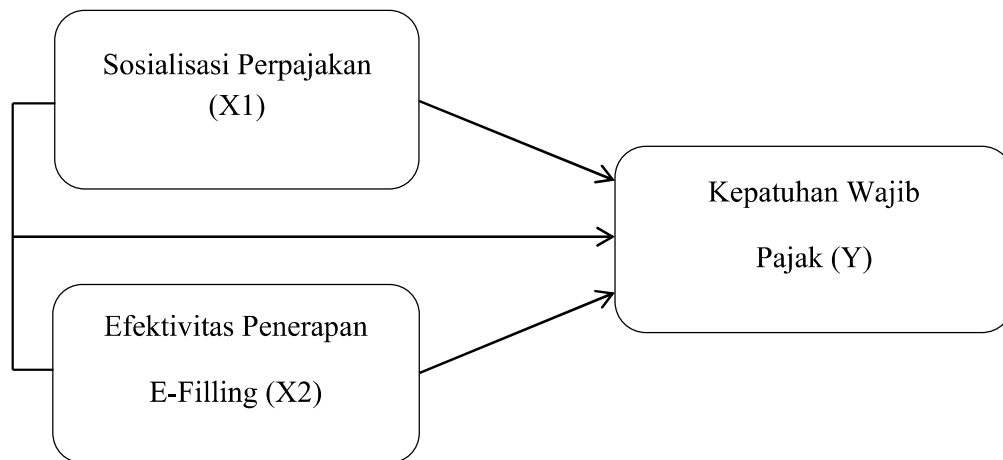 Sosialisasi Perpajakan
(X1)
Kepatuhan Wajib
Pajak (Y)
Efektivitas Penerapan
E-Filling (X2)